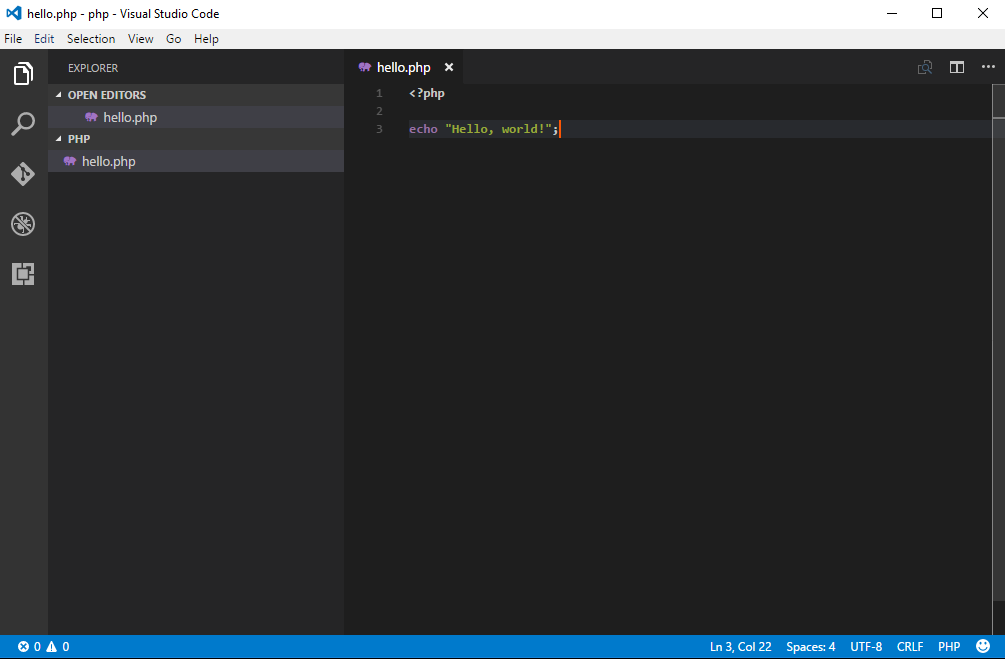 hello.php - php - Visual Studio Code
File Edit Selection View Go Help
EXPLORER
OPEN EDITORS
hello.php
PHP
hello.php
hello.php
1 <?php
2
3 echo "Hello, world!";
0 0
Ln 3, Col 22 Spaces: 4 UTF-8 CRLF PHP